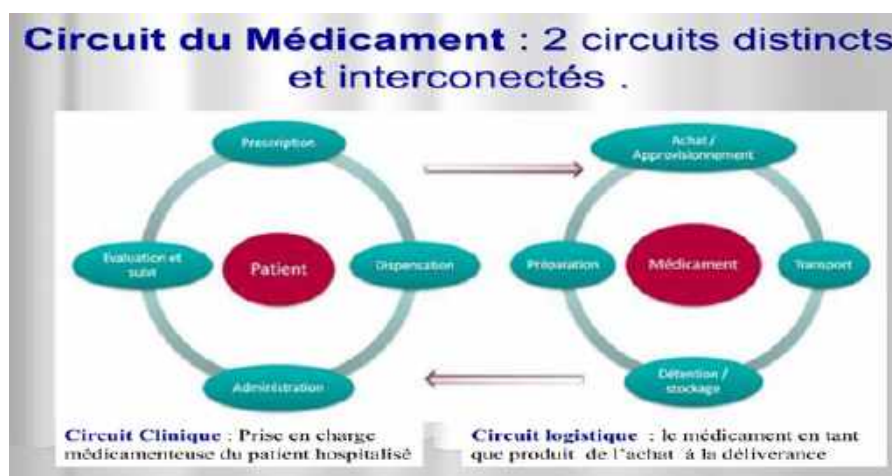 Circuit du Médicament : 2 circuits distincts
et interconectés .
Prescription
Evaluation et
suivi
Patient
Dispensation
Administration
Achat /
Approvisionnement
Préparation
Médicament
Transport
Détention /
stockage
Circuit Clinique : Prise en charge
médicamenteuse du patient hospitalisé
Circuit logistique : le médicament en tant
que produit de l'achat à la déliverance